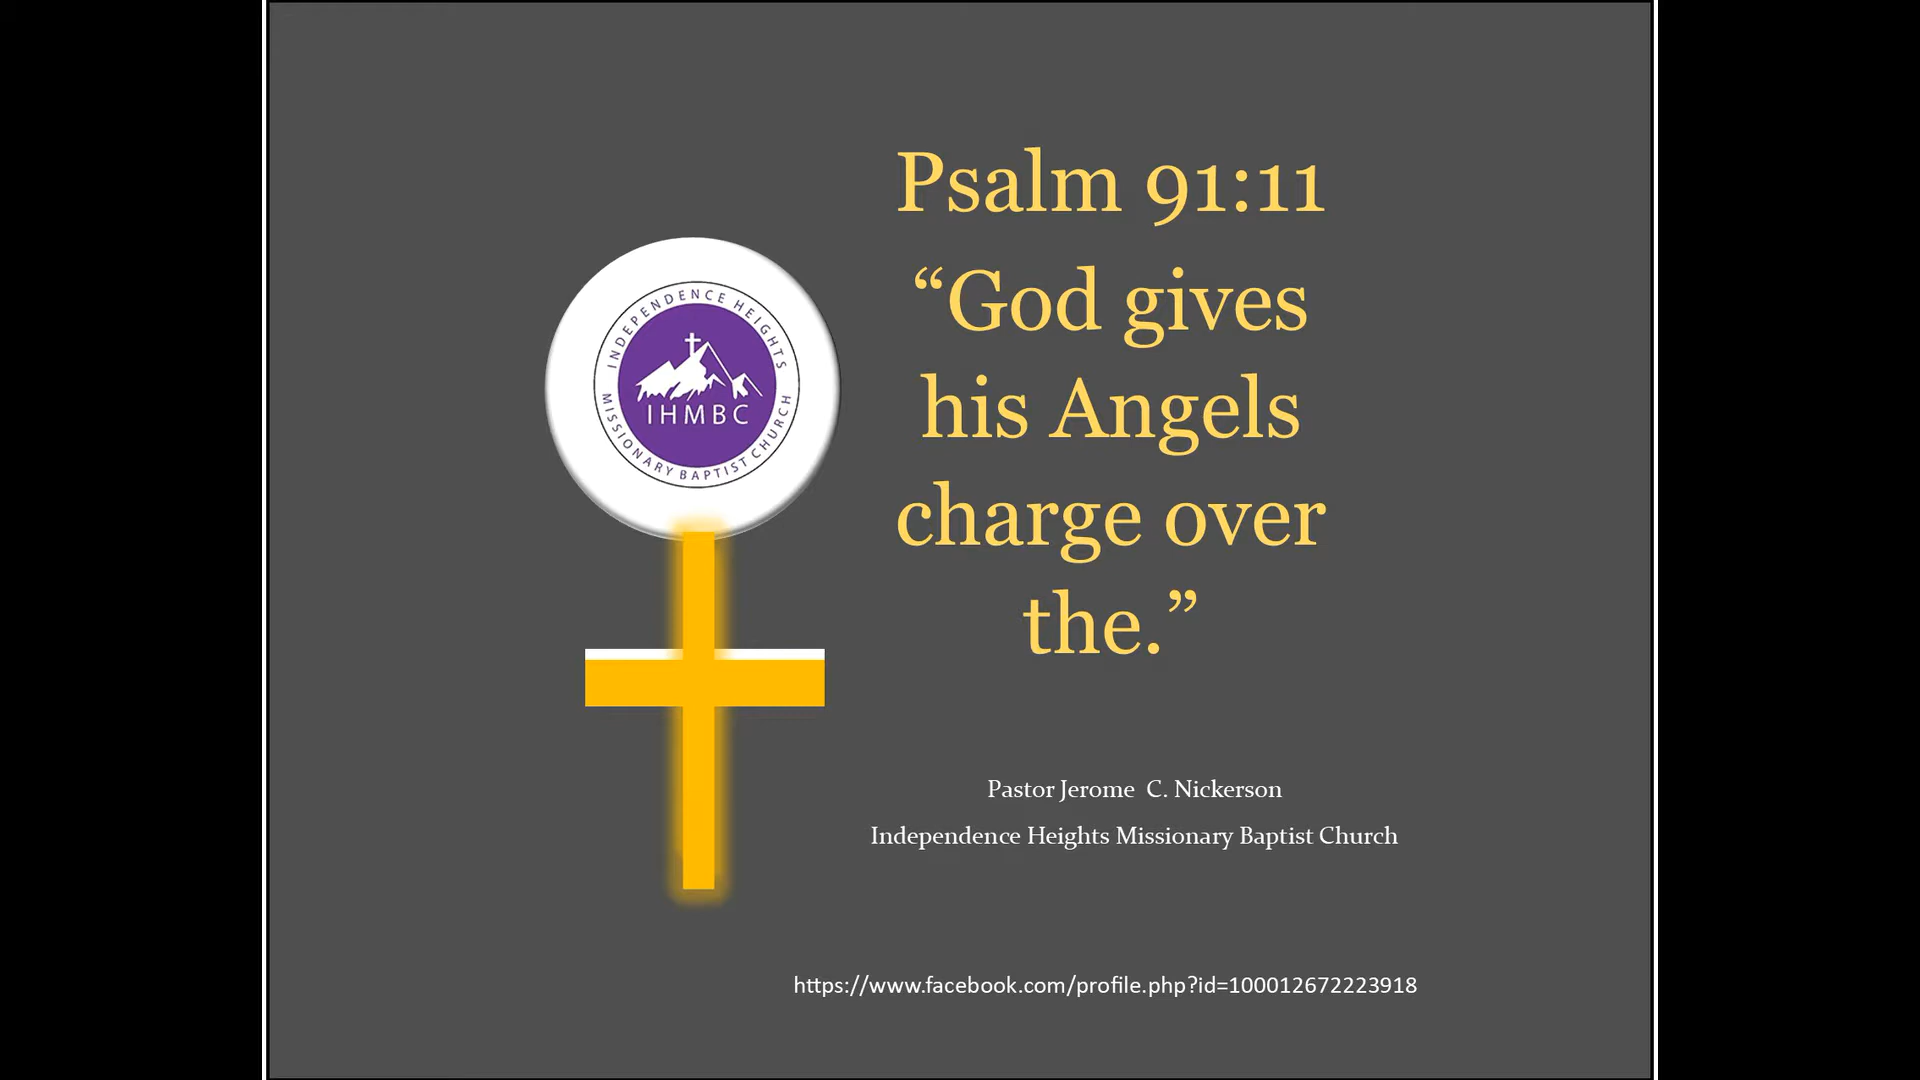 Psalm 91:11
“God gives
his Angels
charge over
the.”
INDEPENDENCE HEIGHTS
IHMBC
MISSIONARY BAPTIST CHURCH
Pastor Jerome  C. Nickerson
Independence Heights Missionary Baptist Church
https://www.facebook.com/profile.php?id=100012672223918